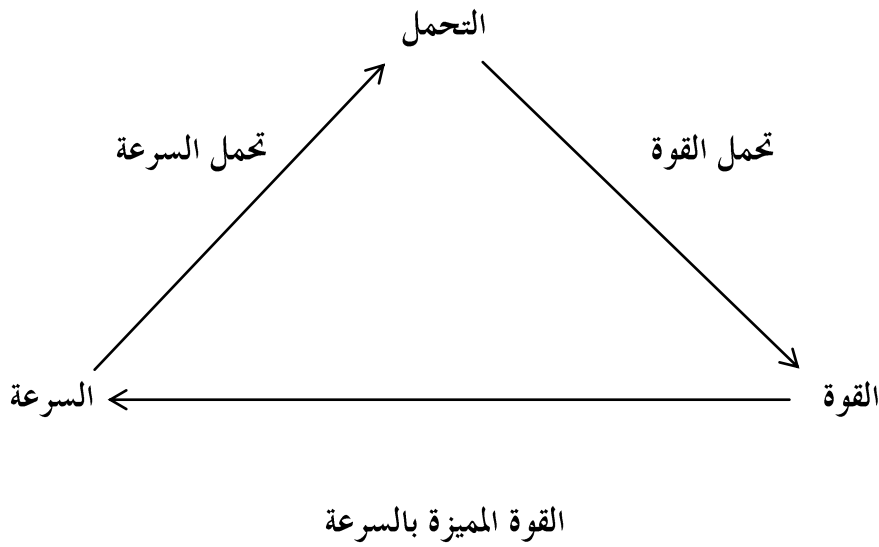 التحمل
تحمل القوة
تحمل السرعة
القوة
السرعة
القوة المميزة بالسرعة